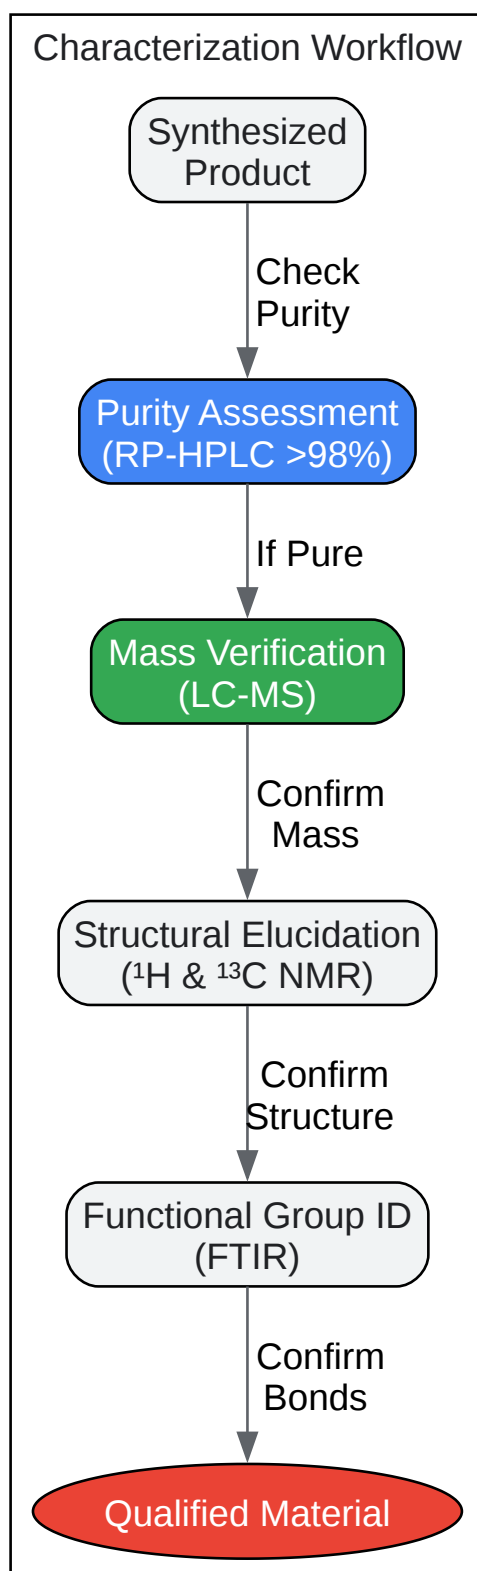 Characterization Workflow
Synthesized
Product
Check
Purity
Purity Assessment
(RP-HPLC >98%)
If Pure
Mass Verification
(LC-MS)
Confirm
Mass
Structural Elucidation
(¹H & ¹³C NMR)
Confirm
Structure
Functional Group ID
(FTIR)
Confirm
Bonds
Qualified Material